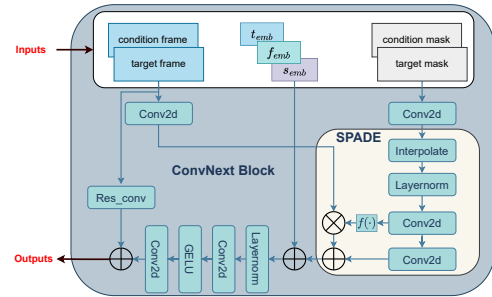 Inputs
condition frame
target frame
t_emb
f_emb
s_emb
condition mask
target mask
Conv2d
Conv2d
SPADE
Interpolate
ConvNext Block
Layernorm
Res_conv
f(·)
Conv2d
Conv2d
Outputs
Conv2d
GELU
Conv2d
Layernorm